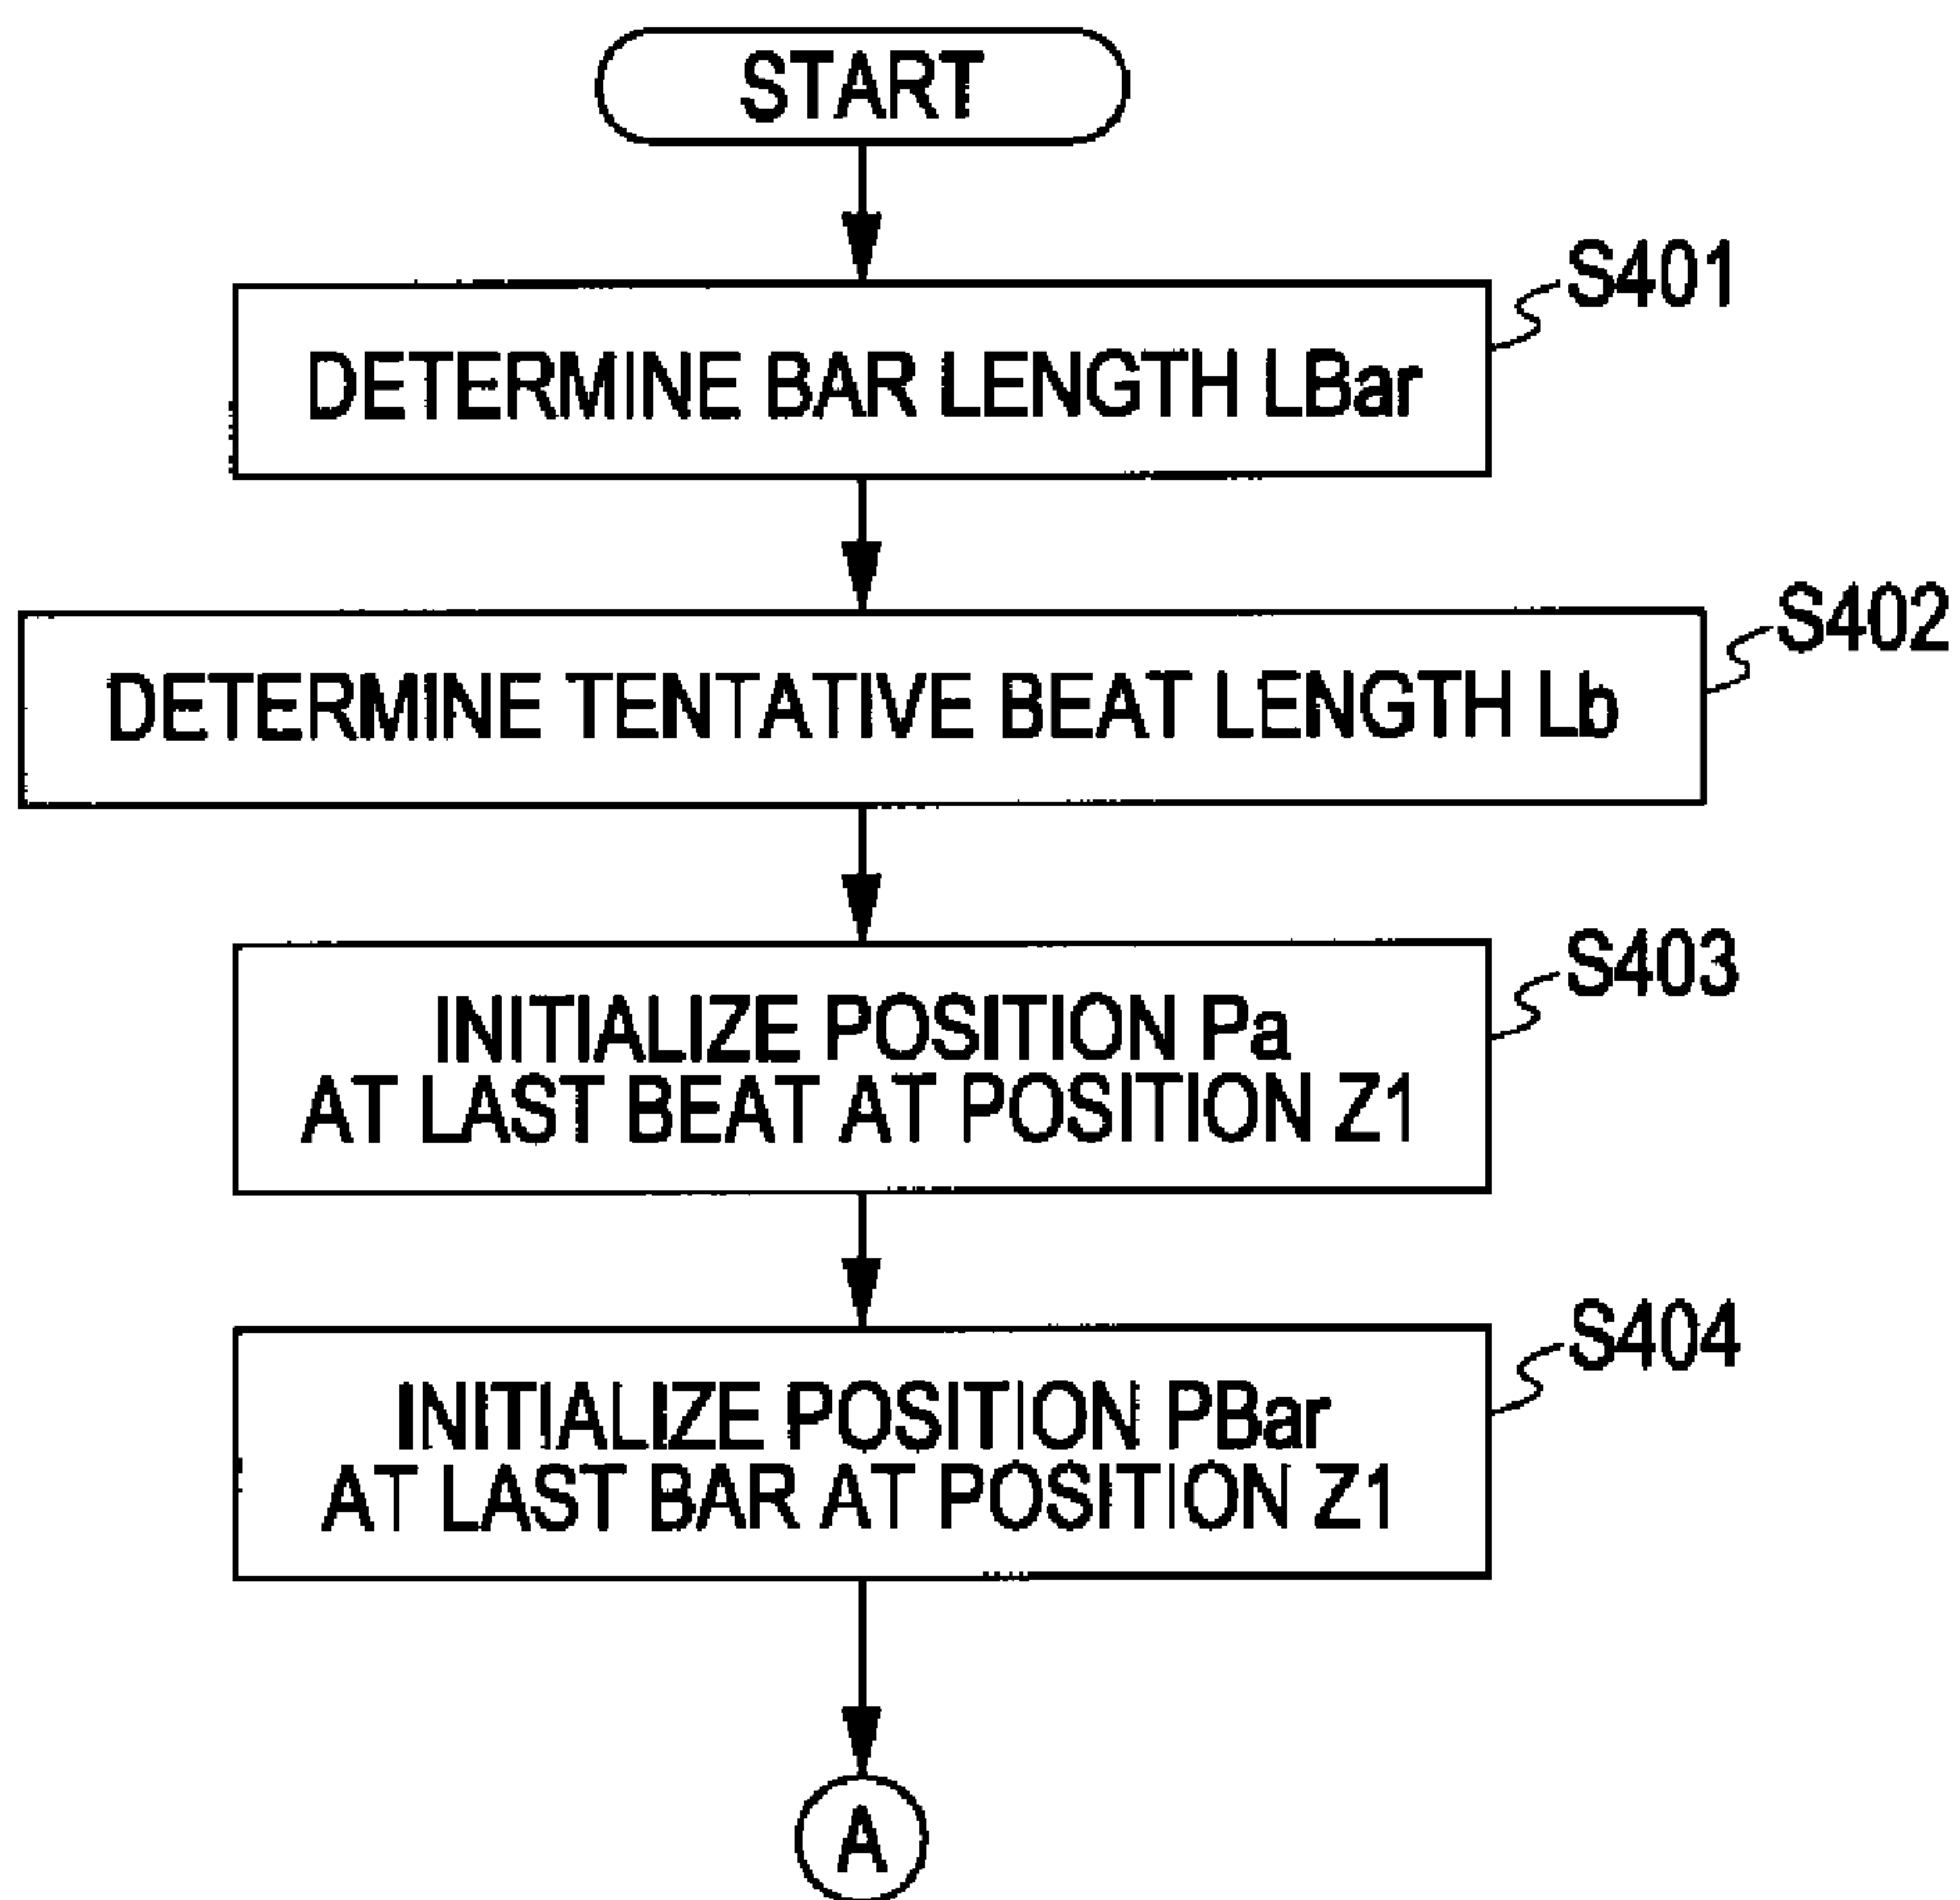 START
S401
DETERMINE BAR LENGTH LBar
S402
DETERMINE TENTATIVE BEAT LENGTH Lb
S403
INITIALIZE POSITION Pa
AT LAST BEAT AT POSITION Z1
S404
INITIALIZE POSITION PBar
AT LAST BAR AT POSITION Z1
A